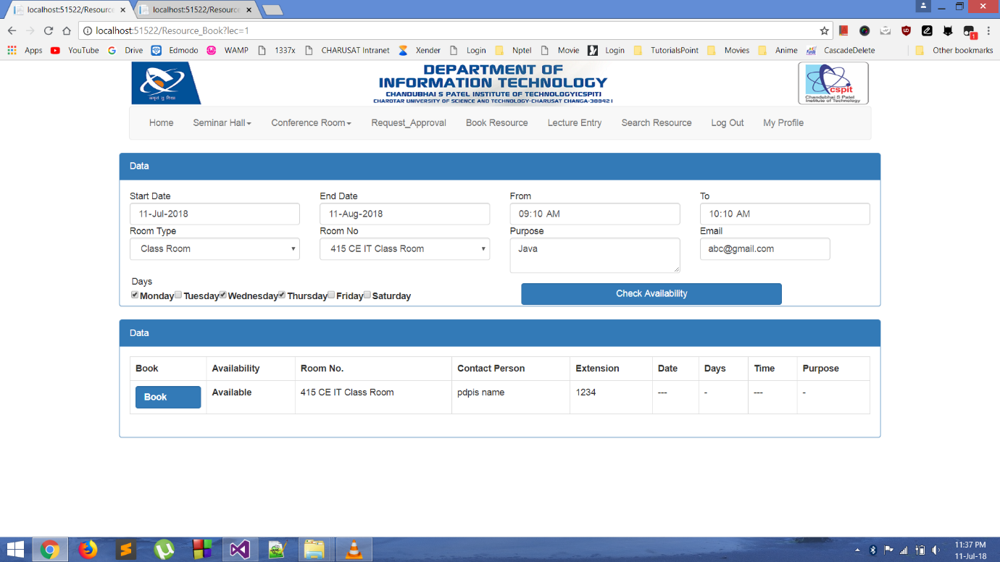 localhost:51522/Resource localhost:51522/Resource
localhost:51522/Resource_Book?lec=1
Apps YouTube Drive Edmodo WAMP 1337x CHARUSAT Intranet Xender Login Nptel Movie Login TutorialsPoint Movies Anime CascadeDelete Other bookmarks
DEPARTMENT OF
INFORMATION TECHNOLOGY
CHANDUBHAI S PATEL INSTITUTE OF TECHNOLOGY(CSPIT)
CHAROTAR UNIVERSITY OF SCIENCE AND TECHNOLOGY-CHARUSAT CHANGA-388421
cspit
Chandubhai S Patel
Institute of Technology
Home Seminar Hall Conference Room Request_Approval Book Resource Lecture Entry Search Resource Log Out My Profile
Data
Start Date End Date From To
11-Jul-2018 11-Aug-2018 09:10 AM 10:10 AM
Room Type Room No Purpose Email
Class Room 415 CE IT Class Room Java abc@gmail.com
Days
Monday Tuesday Wednesday Thursday Friday Saturday Check Availability
Data
Book Availability Room No. Contact Person Extension Date Days Time Purpose
Book Available 415 CE IT Class Room pdpis name 1234 --- - --- -
11:37 PM
11-Jul-18